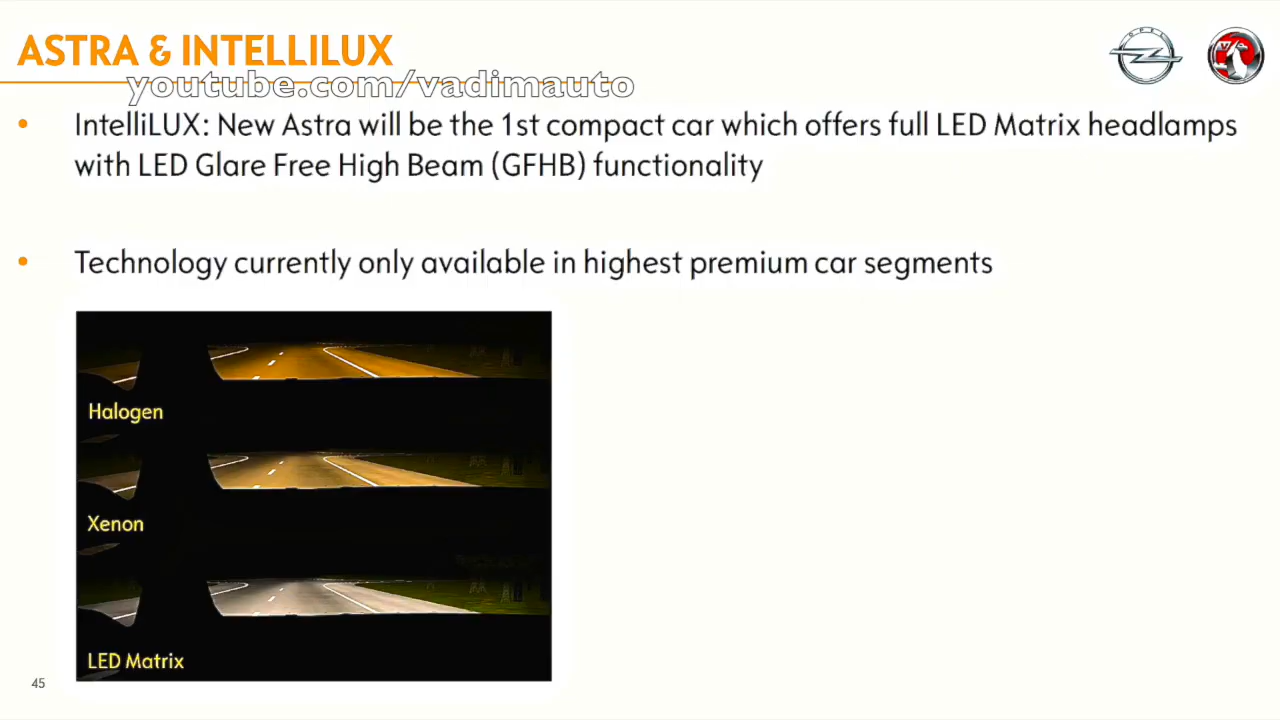 ASTRA & INTELLILUX
youtube.com/vadimauto
• IntelliLUX: New Astra will be the 1st compact car which offers full LED Matrix headlamps
with LED Glare Free High Beam (GFHB) functionality
• Technology currently only available in highest premium car segments
Halogen
Xenon
LED Matrix
45